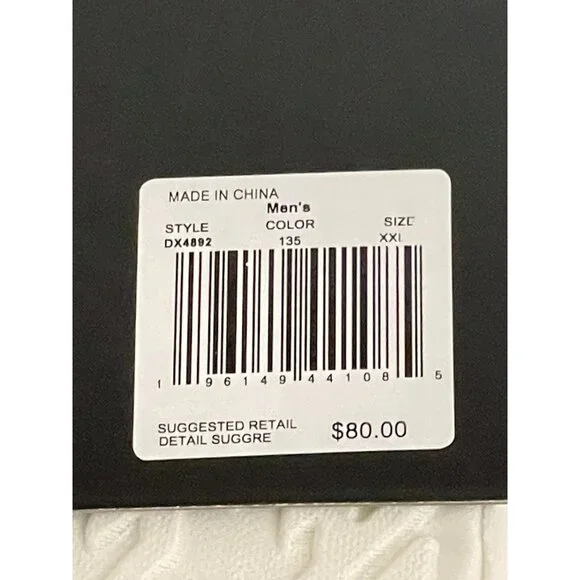 MADE IN CHINA
Men's
STYLE COLOR SIZE
DX4892 135 XXL
1 96149 44108 5
SUGGESTED RETAIL
DETAIL SUGGRE $80.00